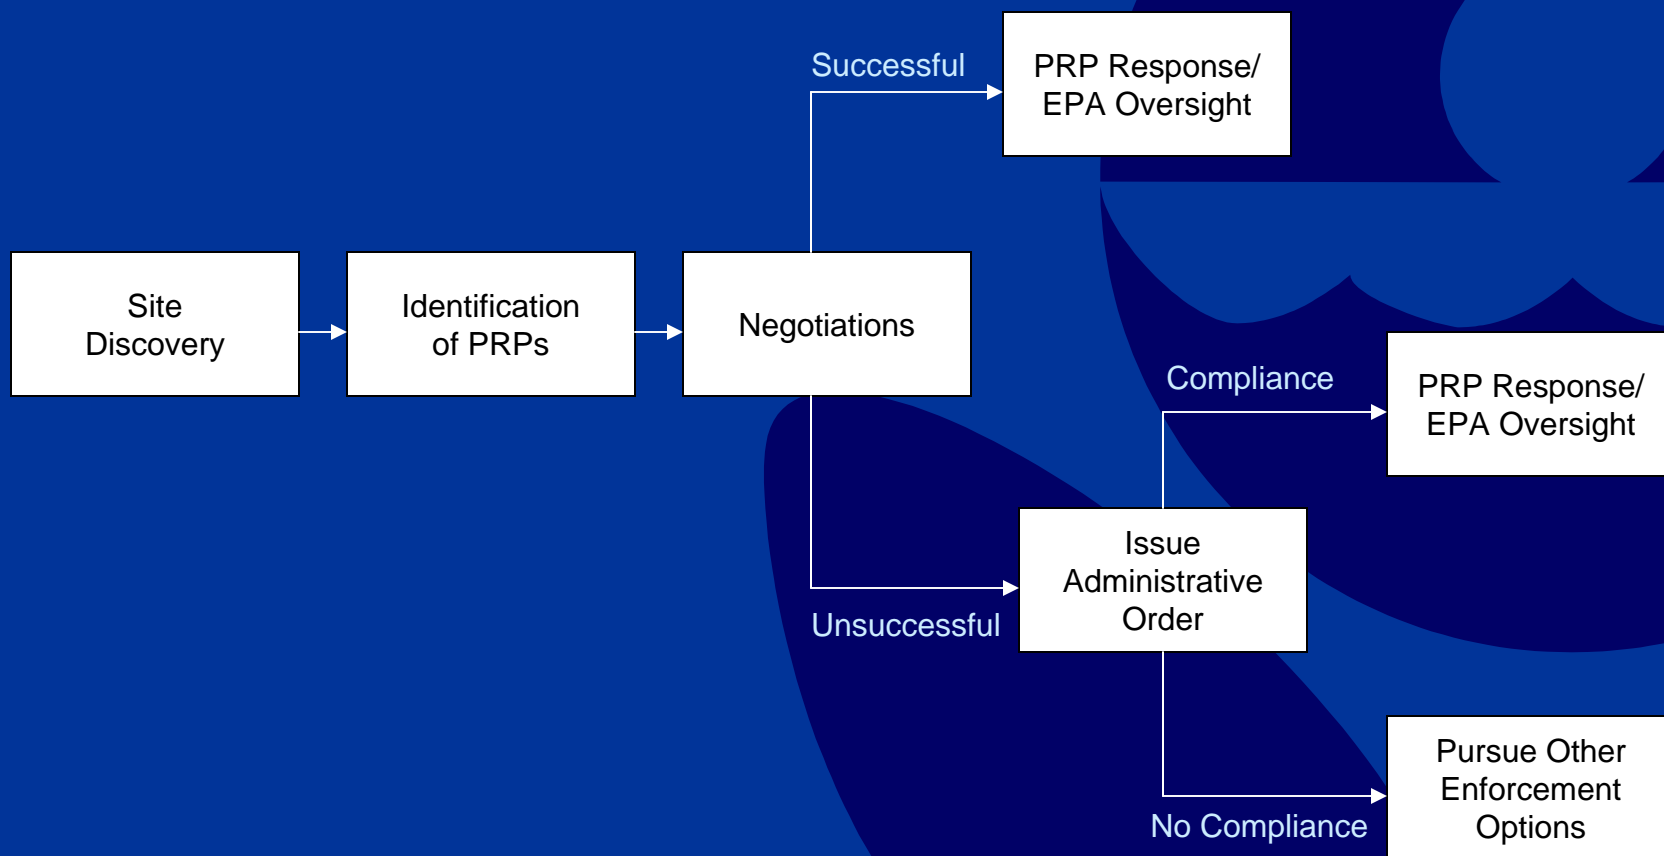 Successful
PRP Response/
EPA Oversight
Site
Discovery
Identification
of PRPs
Negotiations
Compliance
PRP Response/
EPA Oversight
Unsuccessful
Issue
Administrative
Order
No Compliance
Pursue Other
Enforcement
Options